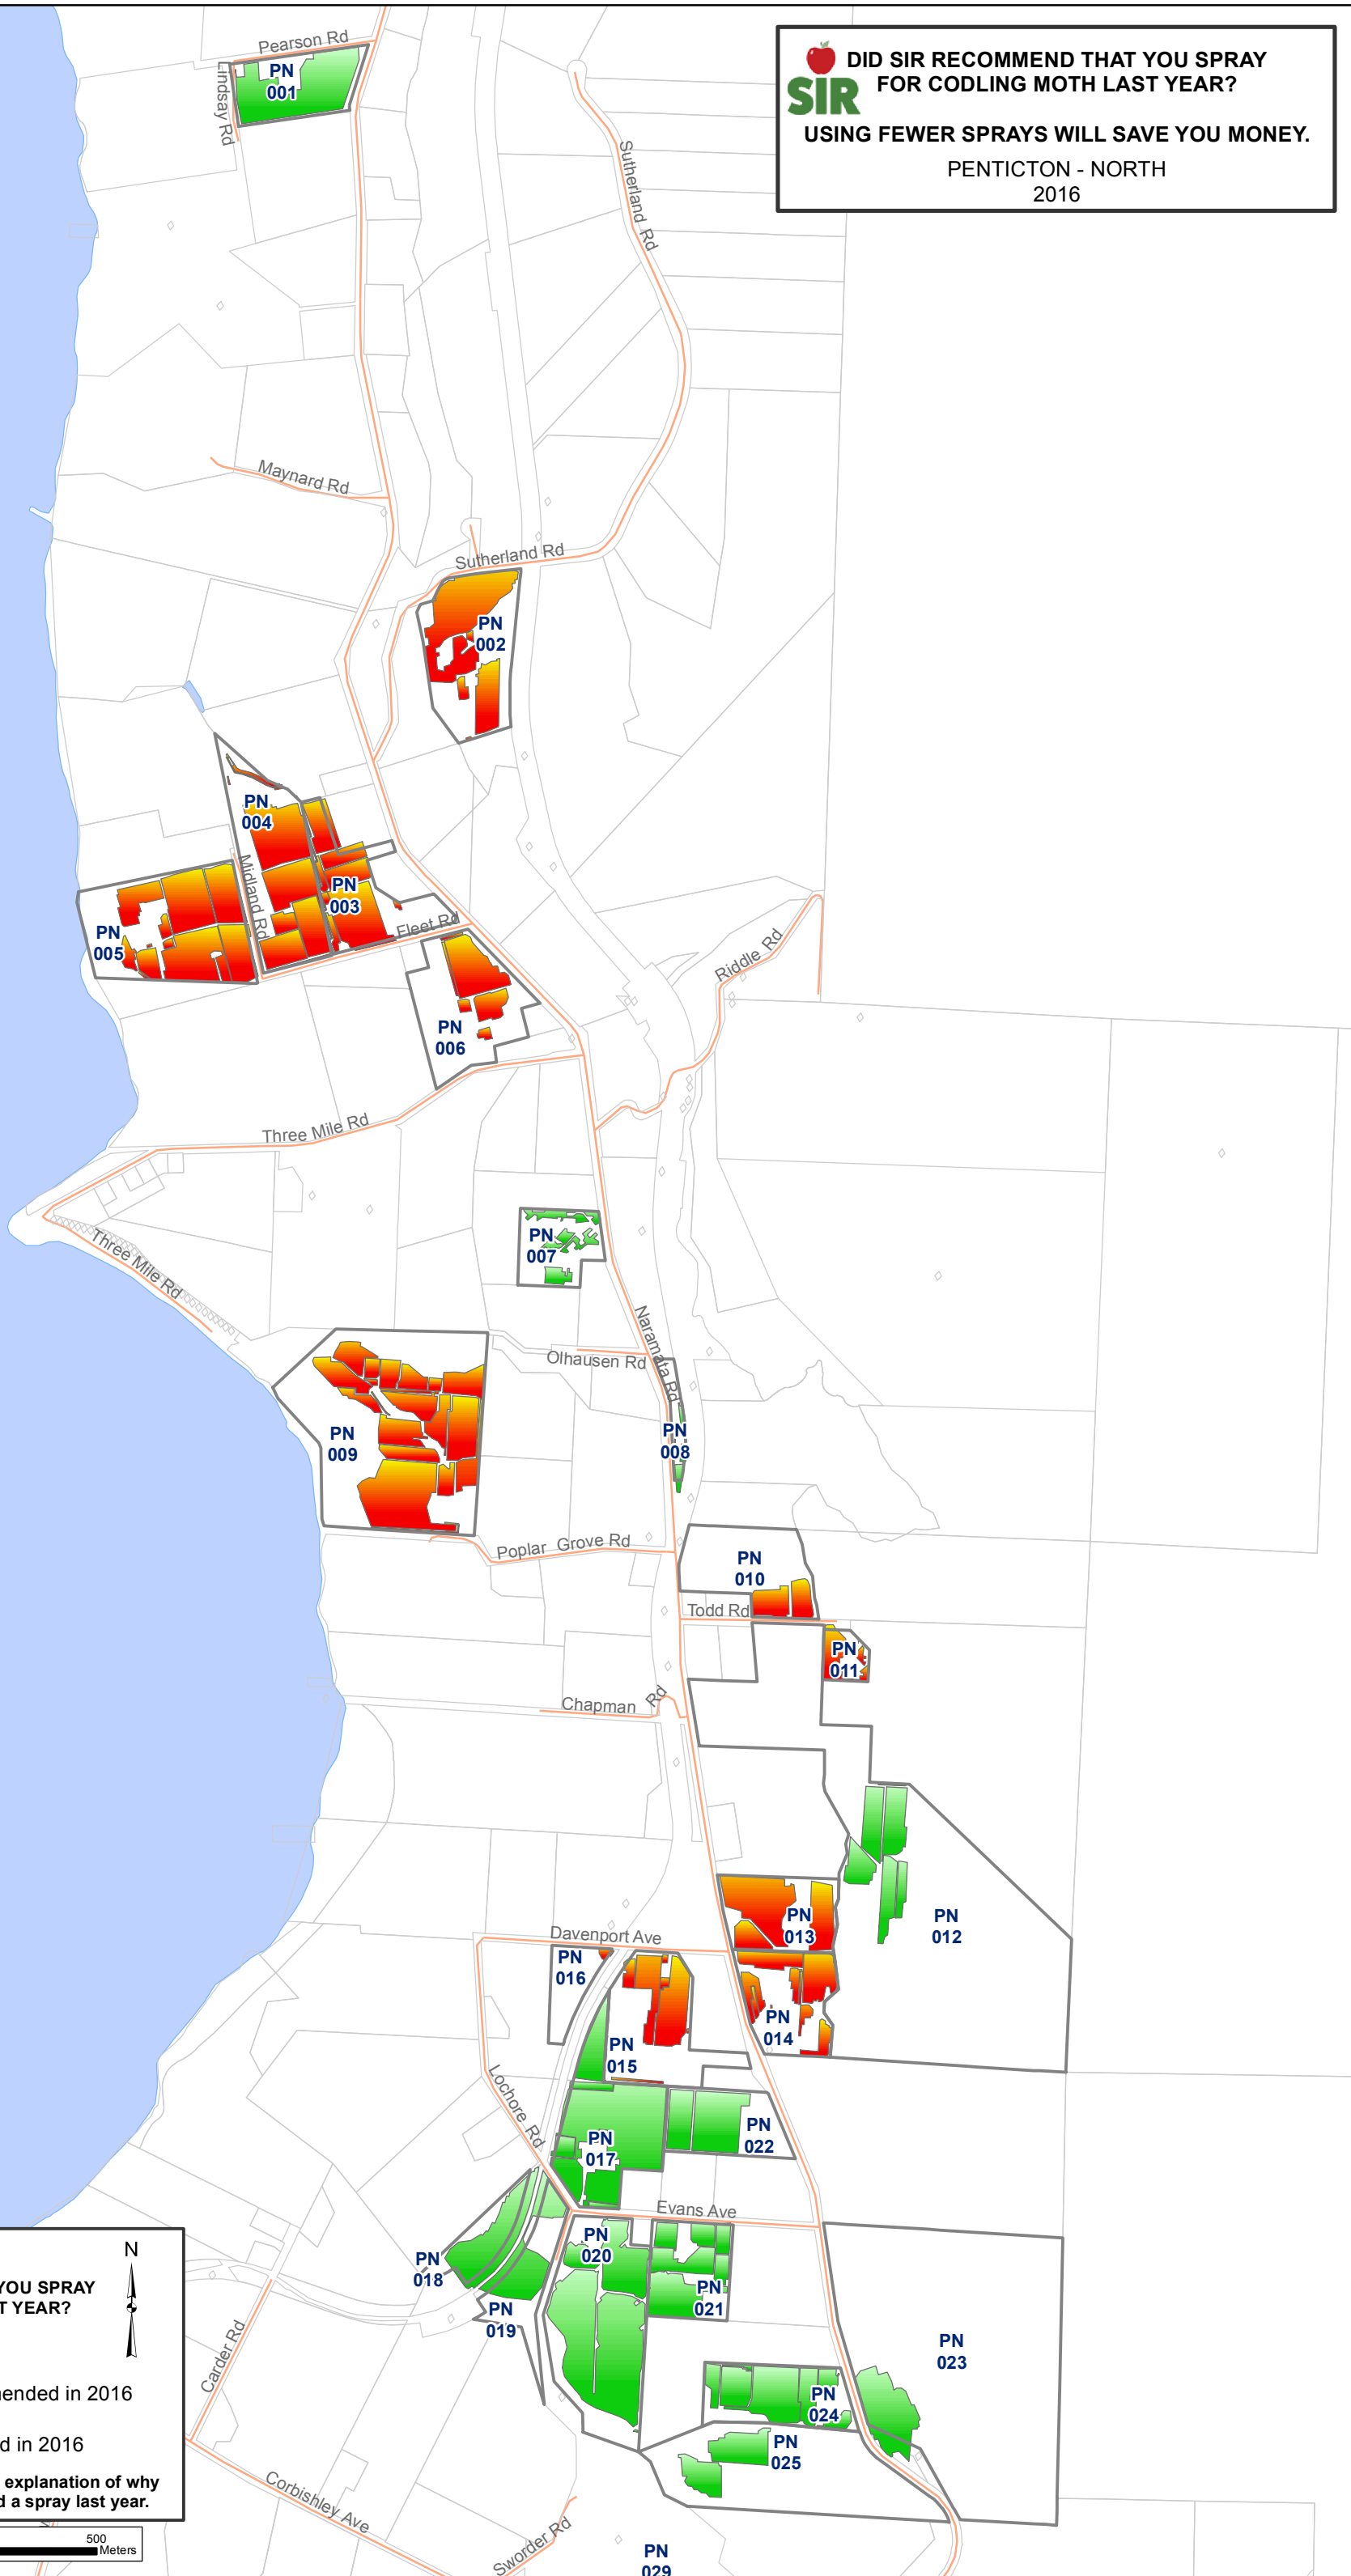 DID SIR RECOMMEND THAT YOU SPRAY
FOR CODLING MOTH LAST YEAR?
SIR
USING FEWER SPRAYS WILL SAVE YOU MONEY.
PENTICTON - NORTH
2016
Pearson Rd
Lindsay Rd
PN
001
Sutherland Rd
Maynard Rd
Sutherland Rd
PN
002
PN
004
Midland Rd
PN
003
Fleet Rd
PN
005
PN
006
Riddle Rd
Three Mile Rd
Three Mile Rd
PN
007
Naramata Rd
Olhausen Rd
PN
008
PN
009
Poplar Grove Rd
PN
010
Todd Rd
PN
011
Chapman Rd
PN
012
PN
013
Davenport Ave
PN
016
PN
014
PN
015
Lochore Rd
PN
022
PN
017
Evans Ave
PN
020
PN
018
PN
021
PN
019
PN
023
PN
024
PN
025
Carder Rd
Corbishley Ave
Sworder Rd
PN
029
N
YOU SPRAY
T YEAR?
ended in 2016
d in 2016
explanation of why
d a spray last year.
500
Meters